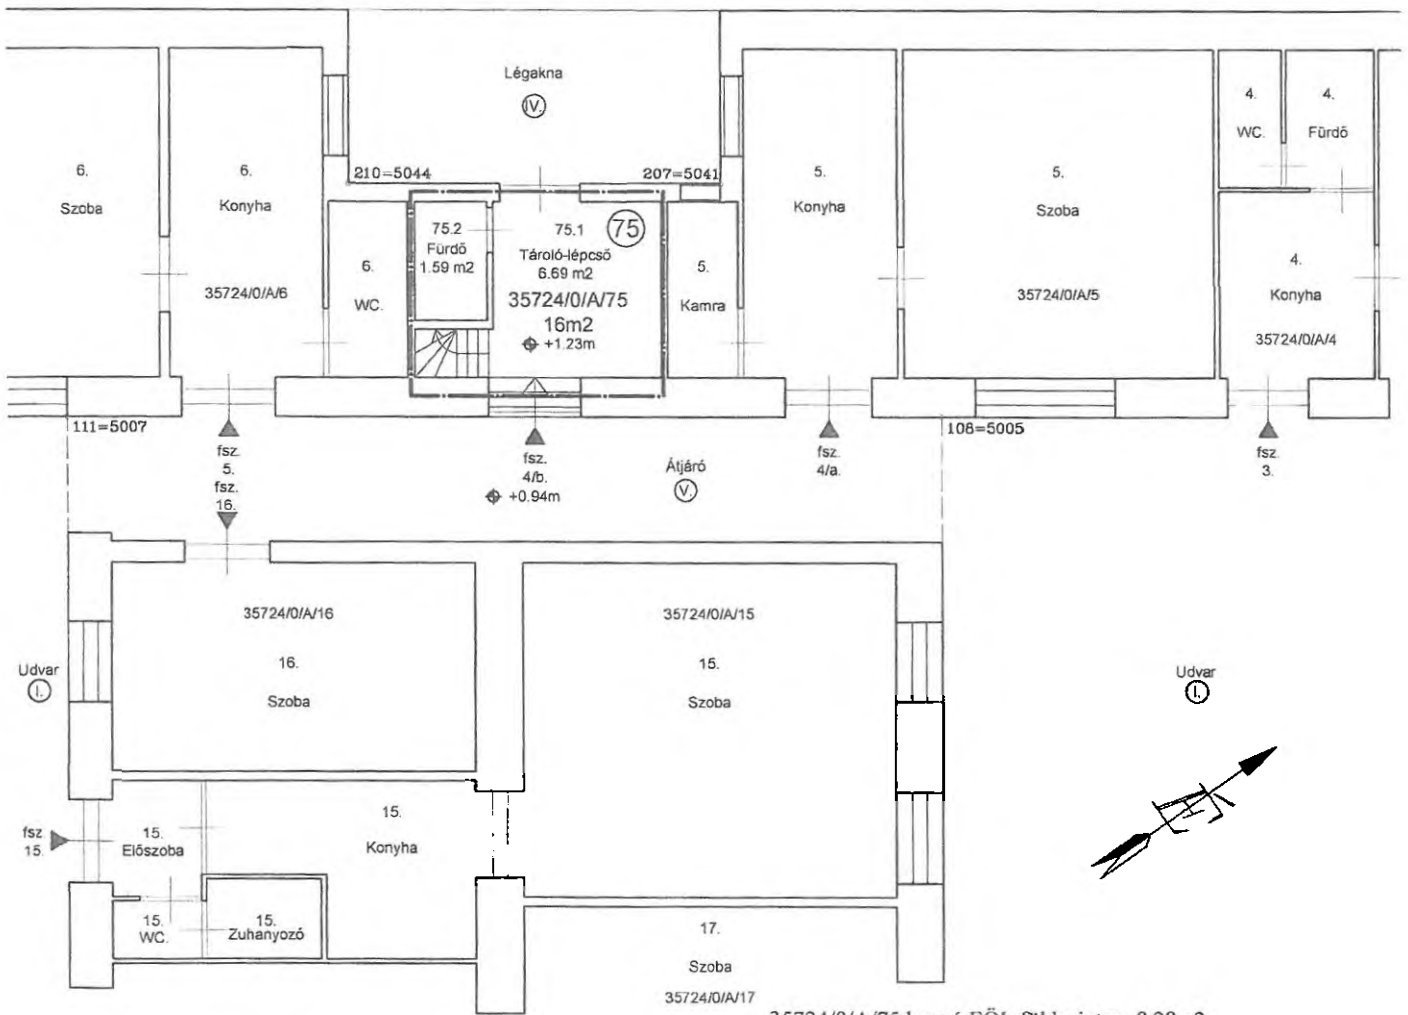 Légakna
IV.
210=5044
207=5041
6.
Szoba
6.
Konyha
35724/0/A/6
6.
WC.
75.2
Fürdő
1.59 m2
75.1
75
Tároló-lépcső
6.69 m2
35724/0/A/75
16m2
+1.23m
5.
Kamra
5.
Konyha
5.
Szoba
35724/0/A/5
4.
WC.
4.
Fürdő
4.
Konyha
35724/0/A/4
111=5007
108=5005
fsz.
5.
fsz.
16.
fsz.
4/b.
+0.94m
Átjáró
V.
fsz.
4/a.
fsz.
3.
35724/0/A/16
16.
Szoba
35724/0/A/15
15.
Szoba
Udvar
I.
Udvar
I.
fsz
15.
15.
Előszoba
15.
Konyha
15.
WC.
15.
Zuhanyozó
17.
Szoba
35724/0/A/17